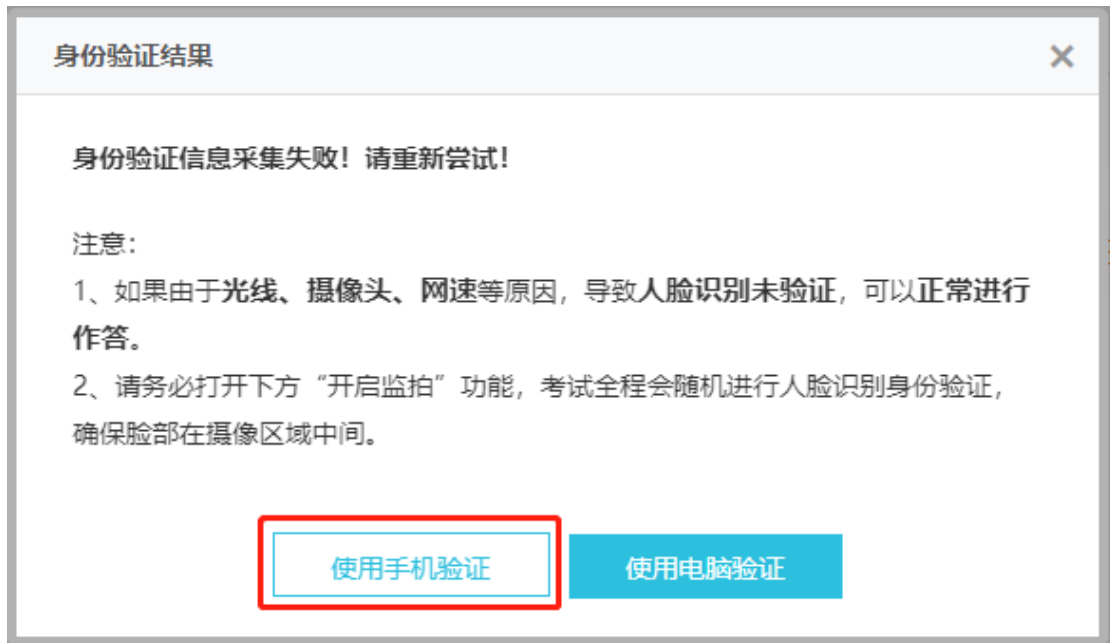 身份验证结果
身份验证信息采集失败！请重新尝试！
注意：
1、如果由于光线、摄像头、网速等原因，导致人脸识别未验证，可以正常进行
作答。
2、请务必打开下方“开启监拍”功能，考试全程会随机进行人脸识别身份验证，
确保脸部在摄像区域中间。
使用手机验证
使用电脑验证